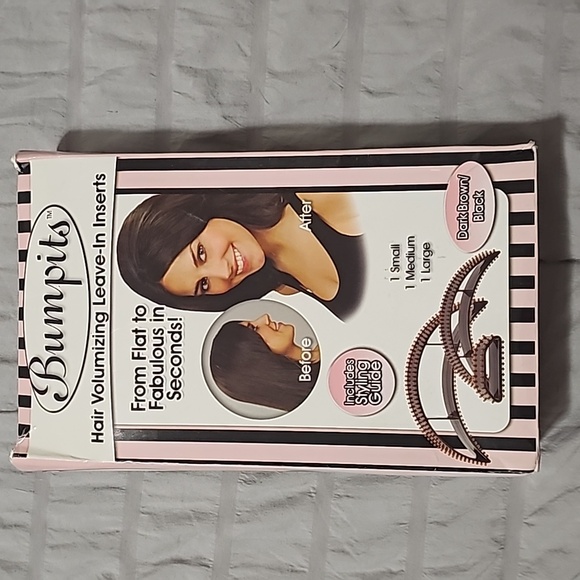 Bumpits™
Hair Volumizing Leave-In Inserts
From Flat to
Fabulous in
Seconds!
After
Before
1 Small
1 Medium
1 Large
Includes
Styling
Guide
Dark Brown/
Black